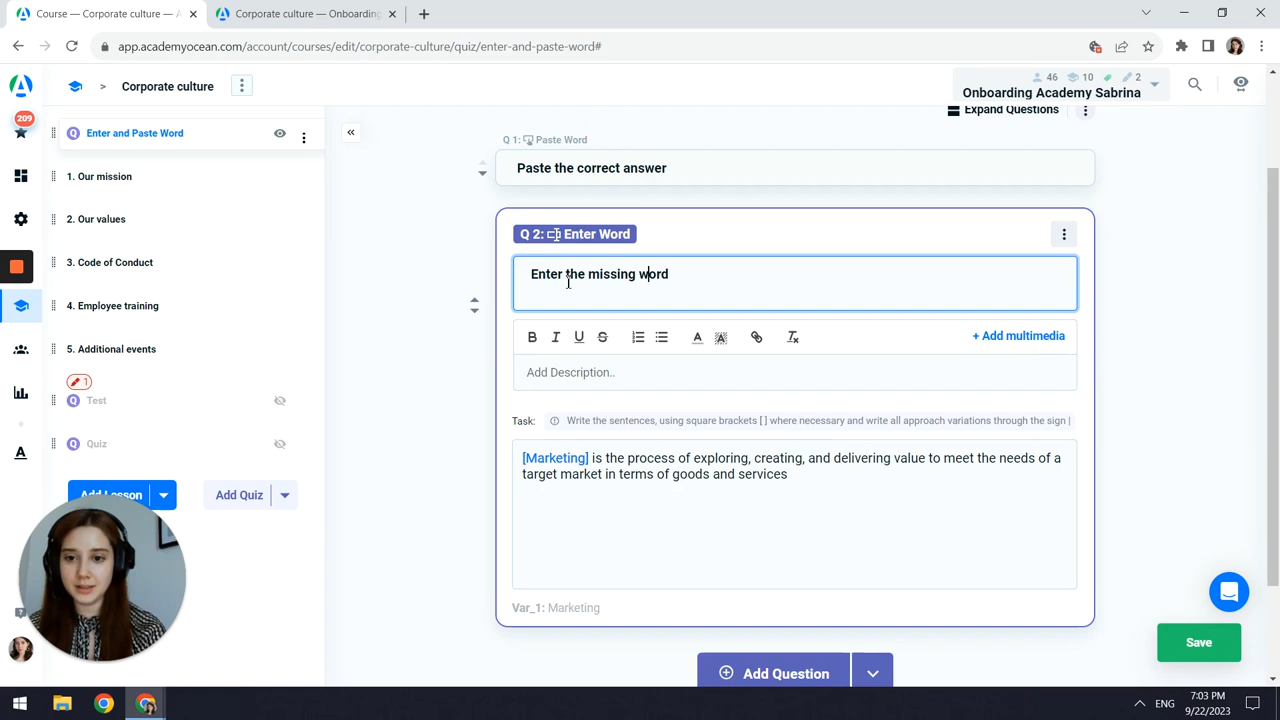 Course — Corporate culture — A
Corporate culture — Onboarding
app.academyocean.com/account/courses/edit/corporate-culture/quiz/enter-and-paste-word#
> Corporate culture
46 10 2
Onboarding Academy Sabrina
209
Q Enter and Paste Word
1. Our mission
2. Our values
3. Code of Conduct
4. Employee training
5. Additional events
1
Q Test
Q Quiz
Add Lesson
Add Quiz
Expand Questions
Q 1: Paste Word
Paste the correct answer
Q 2: Enter Word
Enter the missing word
B I U S A A
+ Add multimedia
Add Description..
Task: Write the sentences, using square brackets [ ] where necessary and write all approach variations through the sign |
[Marketing] is the process of exploring, creating, and delivering value to meet the needs of a
target market in terms of goods and services
Var_1: Marketing
Add Question
Save
ENG
7:03 PM
9/22/2023